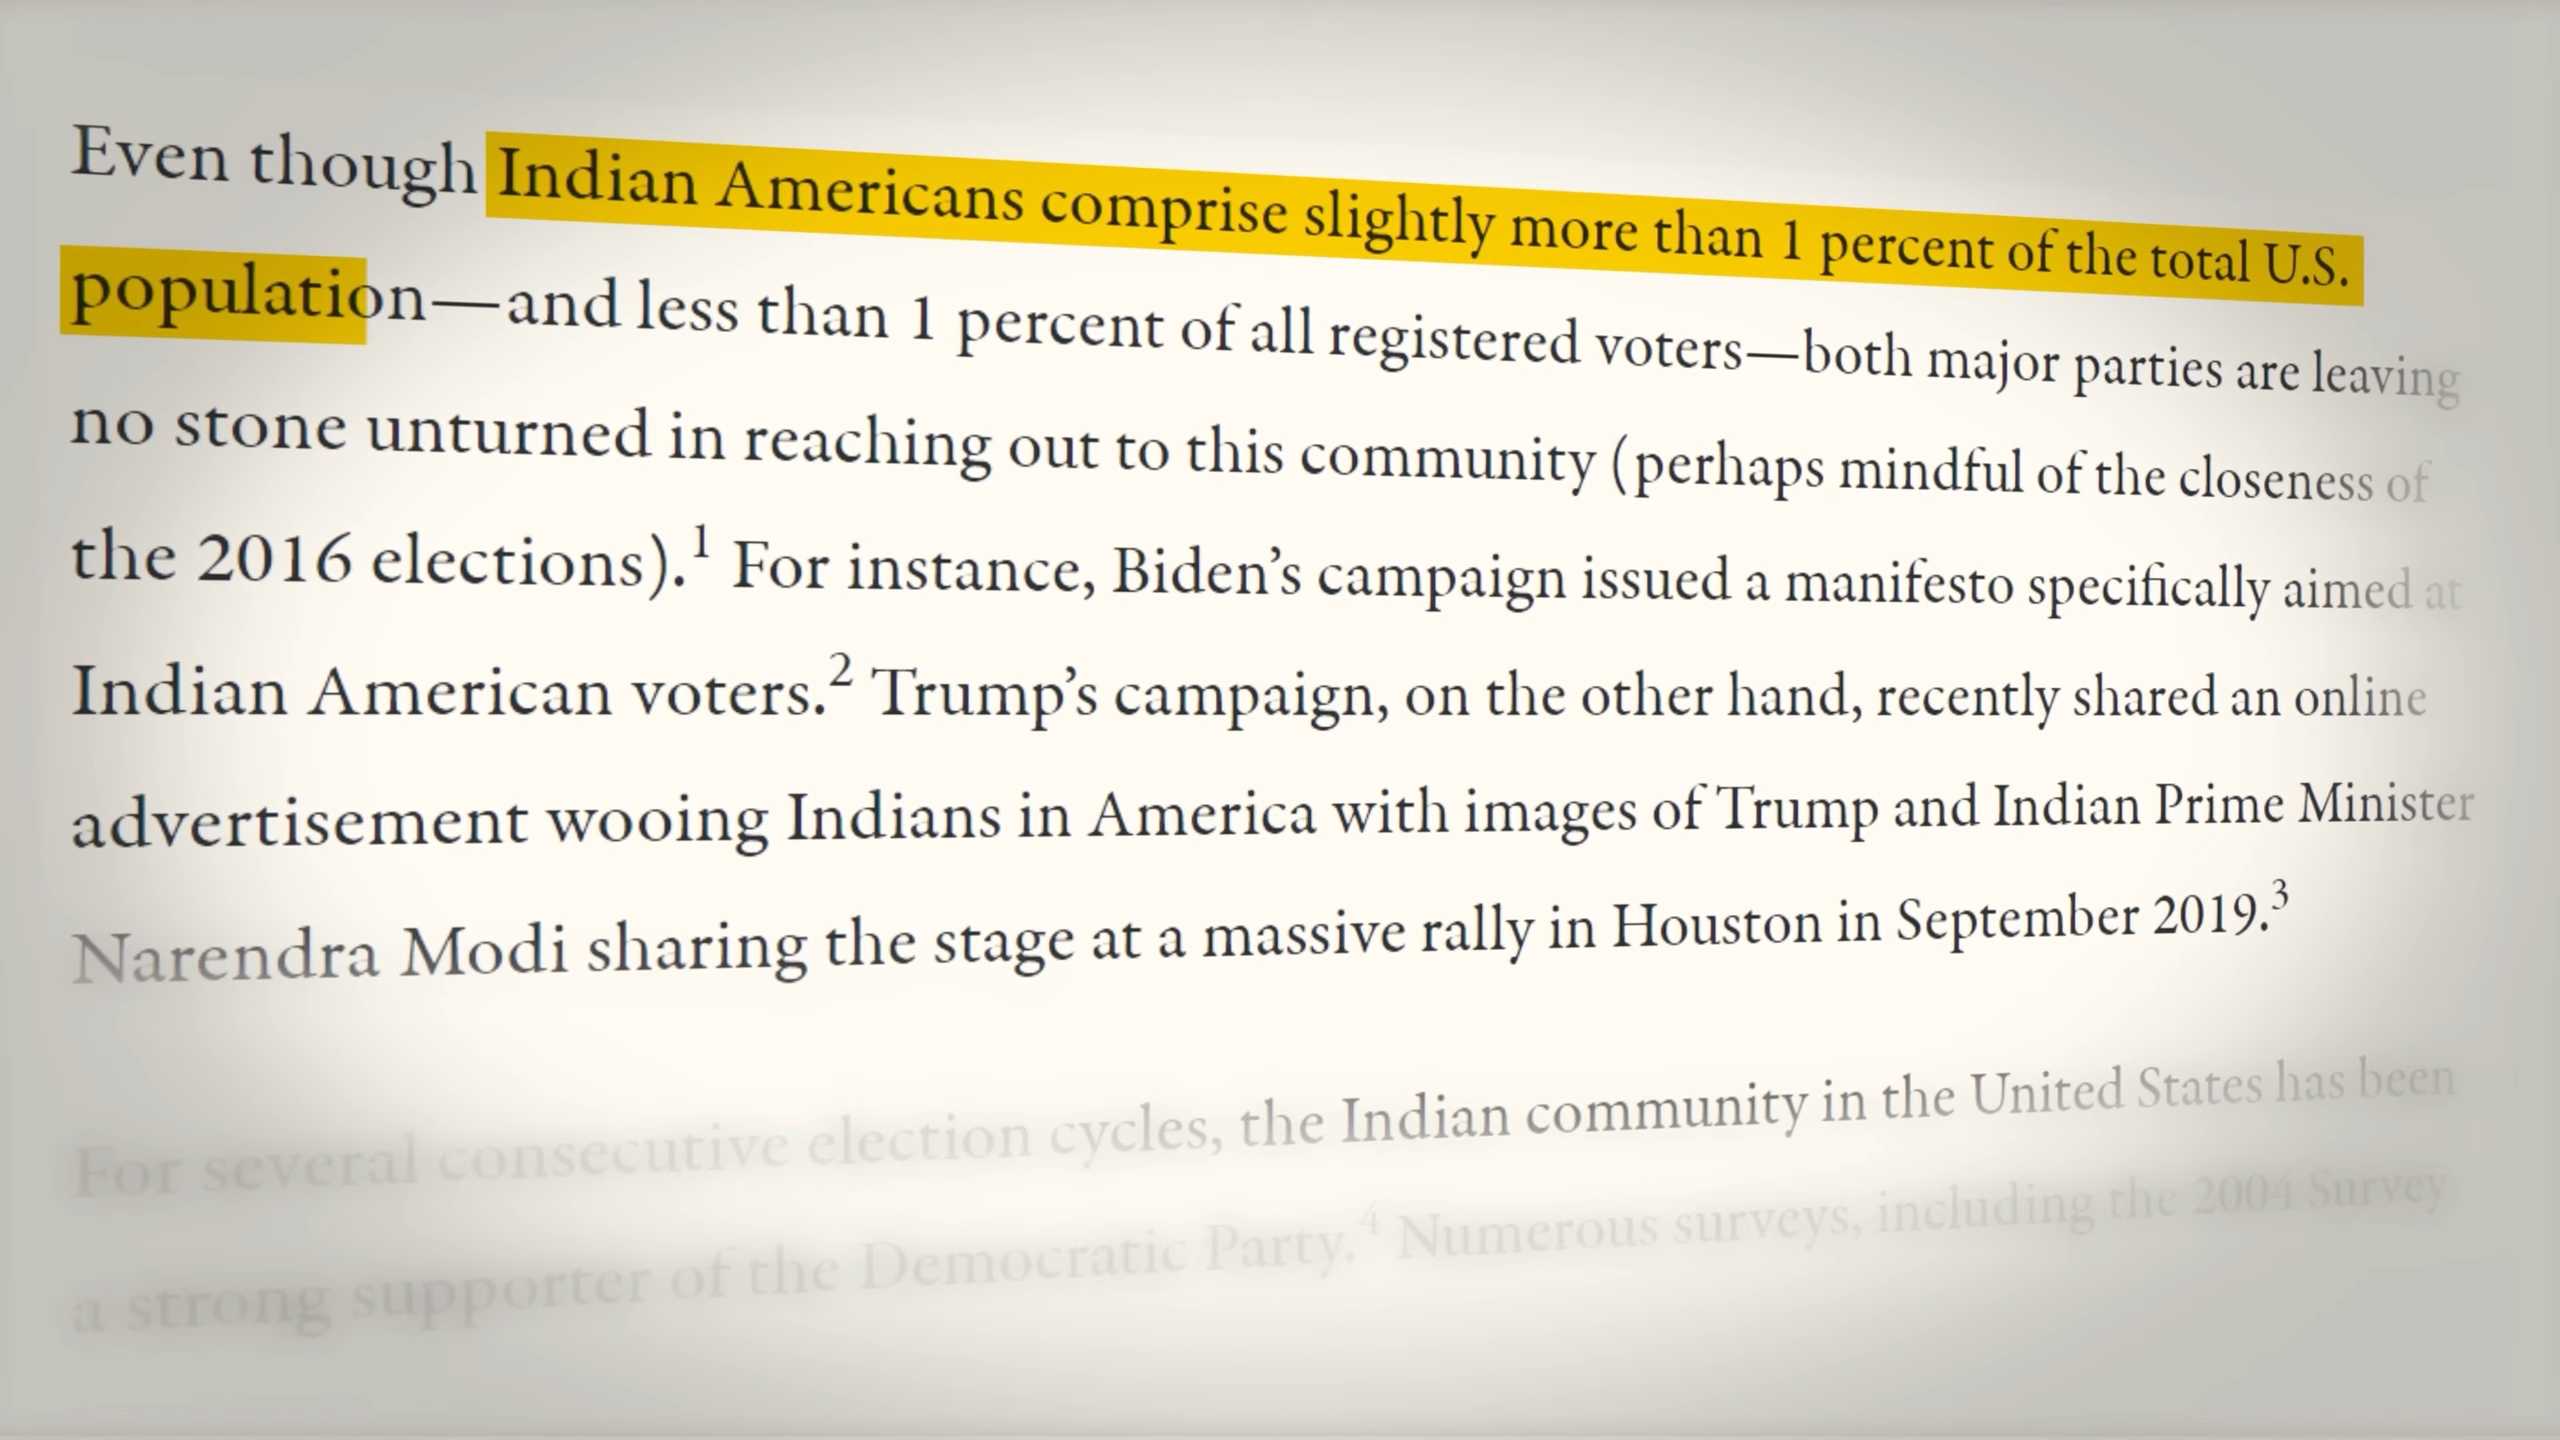 Even though Indian Americans comprise slightly more than 1 percent of the total U.S.
population—and less than 1 percent of all registered voters—both major parties are leaving
no stone unturned in reaching out to this community (perhaps mindful of the closeness of
the 2016 elections).¹ For instance, Biden’s campaign issued a manifesto specifically aimed at
Indian American voters.² Trump’s campaign, on the other hand, recently shared an online
advertisement wooing Indians in America with images of Trump and Indian Prime Minister
Narendra Modi sharing the stage at a massive rally in Houston in September 2019.³
For several consecutive election cycles, the Indian community in the United States has been
a strong supporter of the Democratic Party.⁴ Numerous surveys, including the 2004 Survey